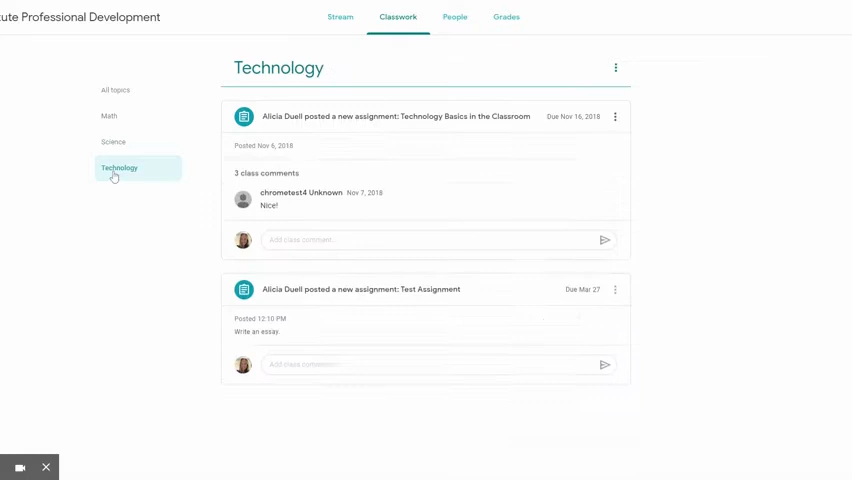 tute Professional Development
Stream
Classwork
People
Grades
Technology
All topics
Math
Science
Technology
Alicia Duell posted a new assignment: Technology Basics in the Classroom
Due Nov 16, 2018
Posted Nov 6, 2018
3 class comments
chrometest4 Unknown Nov 7, 2018
Nice!
Add class comment...
Alicia Duell posted a new assignment: Test Assignment
Due Mar 27
Posted 12:10 PM
Write an essay.
Add class comment...